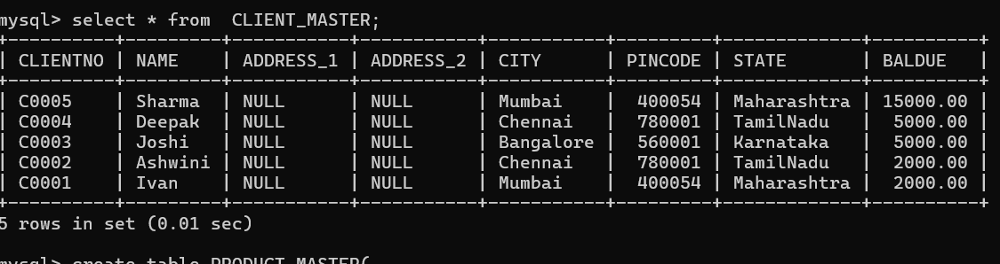 mysql> select * from  CLIENT_MASTER;
+----------+---------+-----------+-----------+-----------+---------+-------------+----------+
| CLIENTNO | NAME    | ADDRESS_1 | ADDRESS_2 | CITY      | PINCODE | STATE       | BALDUE   |
+----------+---------+-----------+-----------+-----------+---------+-------------+----------+
| C0005    | Sharma  | NULL      | NULL      | Mumbai    |  400054 | Maharashtra | 15000.00 |
| C0004    | Deepak  | NULL      | NULL      | Chennai   |  780001 | TamilNadu   |  5000.00 |
| C0003    | Joshi   | NULL      | NULL      | Bangalore |  560001 | Karnataka   |  5000.00 |
| C0002    | Ashwini | NULL      | NULL      | Chennai   |  780001 | TamilNadu   |  2000.00 |
| C0001    | Ivan    | NULL      | NULL      | Mumbai    |  400054 | Maharashtra |  2000.00 |
+----------+---------+-----------+-----------+-----------+---------+-------------+----------+
5 rows in set (0.01 sec)
mysql> create table PRODUCT_MASTER(